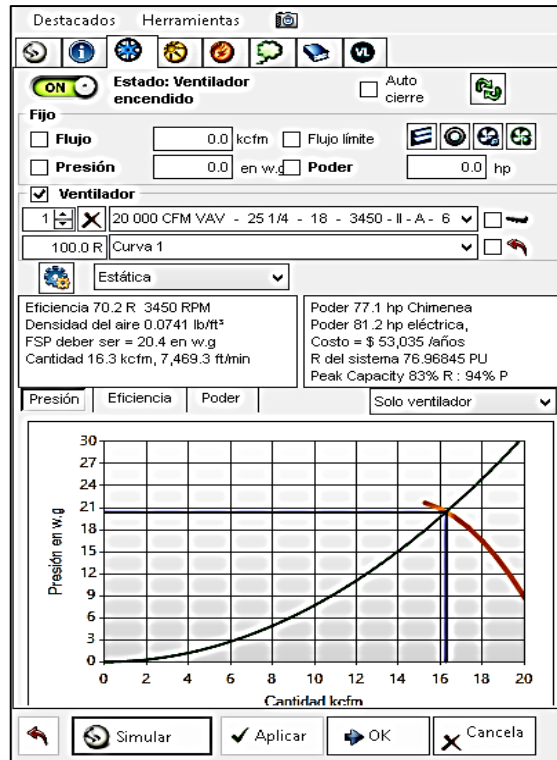 Destacados Herramientas
VL
ON Estado: Ventilador encendido
Auto cierre
Fijo
Flujo 0.0 kcfm Flujo límite
Presión 0.0 en w.g Poder 0.0 hp
Ventilador
1 20 000 CFM VAV - 25 1/4 - 18 - 3450 - II - A - 6
100.0 R Curva 1
Estática
Eficiencia 70.2 R 3450 RPM
Densidad del aire 0.0741 lb/ft³
FSP deber ser = 20.4 en w.g
Cantidad 16.3 kcfm, 7,469.3 ft/min
Poder 77.1 hp Chimenea
Poder 81.2 hp eléctrica,
Costo = $ 53,035 /años
R del sistema 76.96845 PU
Peak Capacity 83% R : 94% P
Presión Eficiencia Poder Solo ventilador
Presión en w.g
30
27
24
21
18
15
12
9
6
3
0
0 2 4 6 8 10 12 14 16 18 20
Cantidad kcfm
Simular Aplicar OK Cancela